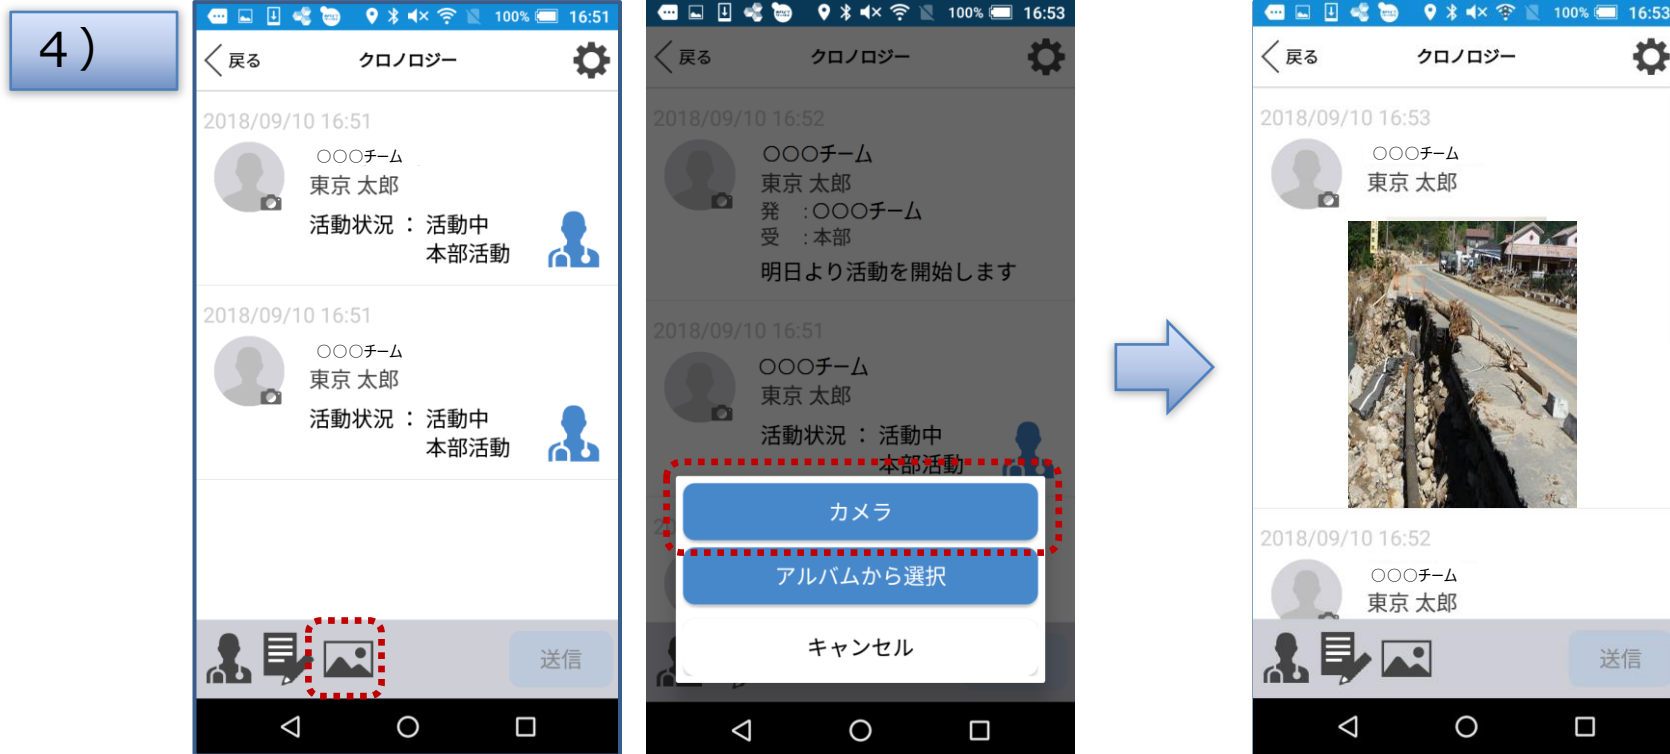 4）
100% 16:51
戻る クロノロジー
2018/09/10 16:51
○○○チーム
東京 太郎
活動状況 ： 活動中
本部活動
2018/09/10 16:51
○○○チーム
東京 太郎
活動状況 ： 活動中
本部活動
送信
100% 16:53
戻る クロノロジー
2018/09/10 16:52
○○○チーム
東京 太郎
発 :○○○チーム
受 :本部
明日より活動を開始します
2018/09/10 16:51
○○○チーム
東京 太郎
活動状況 ： 活動中
本部活動
カメラ
アルバムから選択
キャンセル
100% 16:53
戻る クロノロジー
2018/09/10 16:53
○○○チーム
東京 太郎
2018/09/10 16:52
○○○チーム
東京 太郎
送信